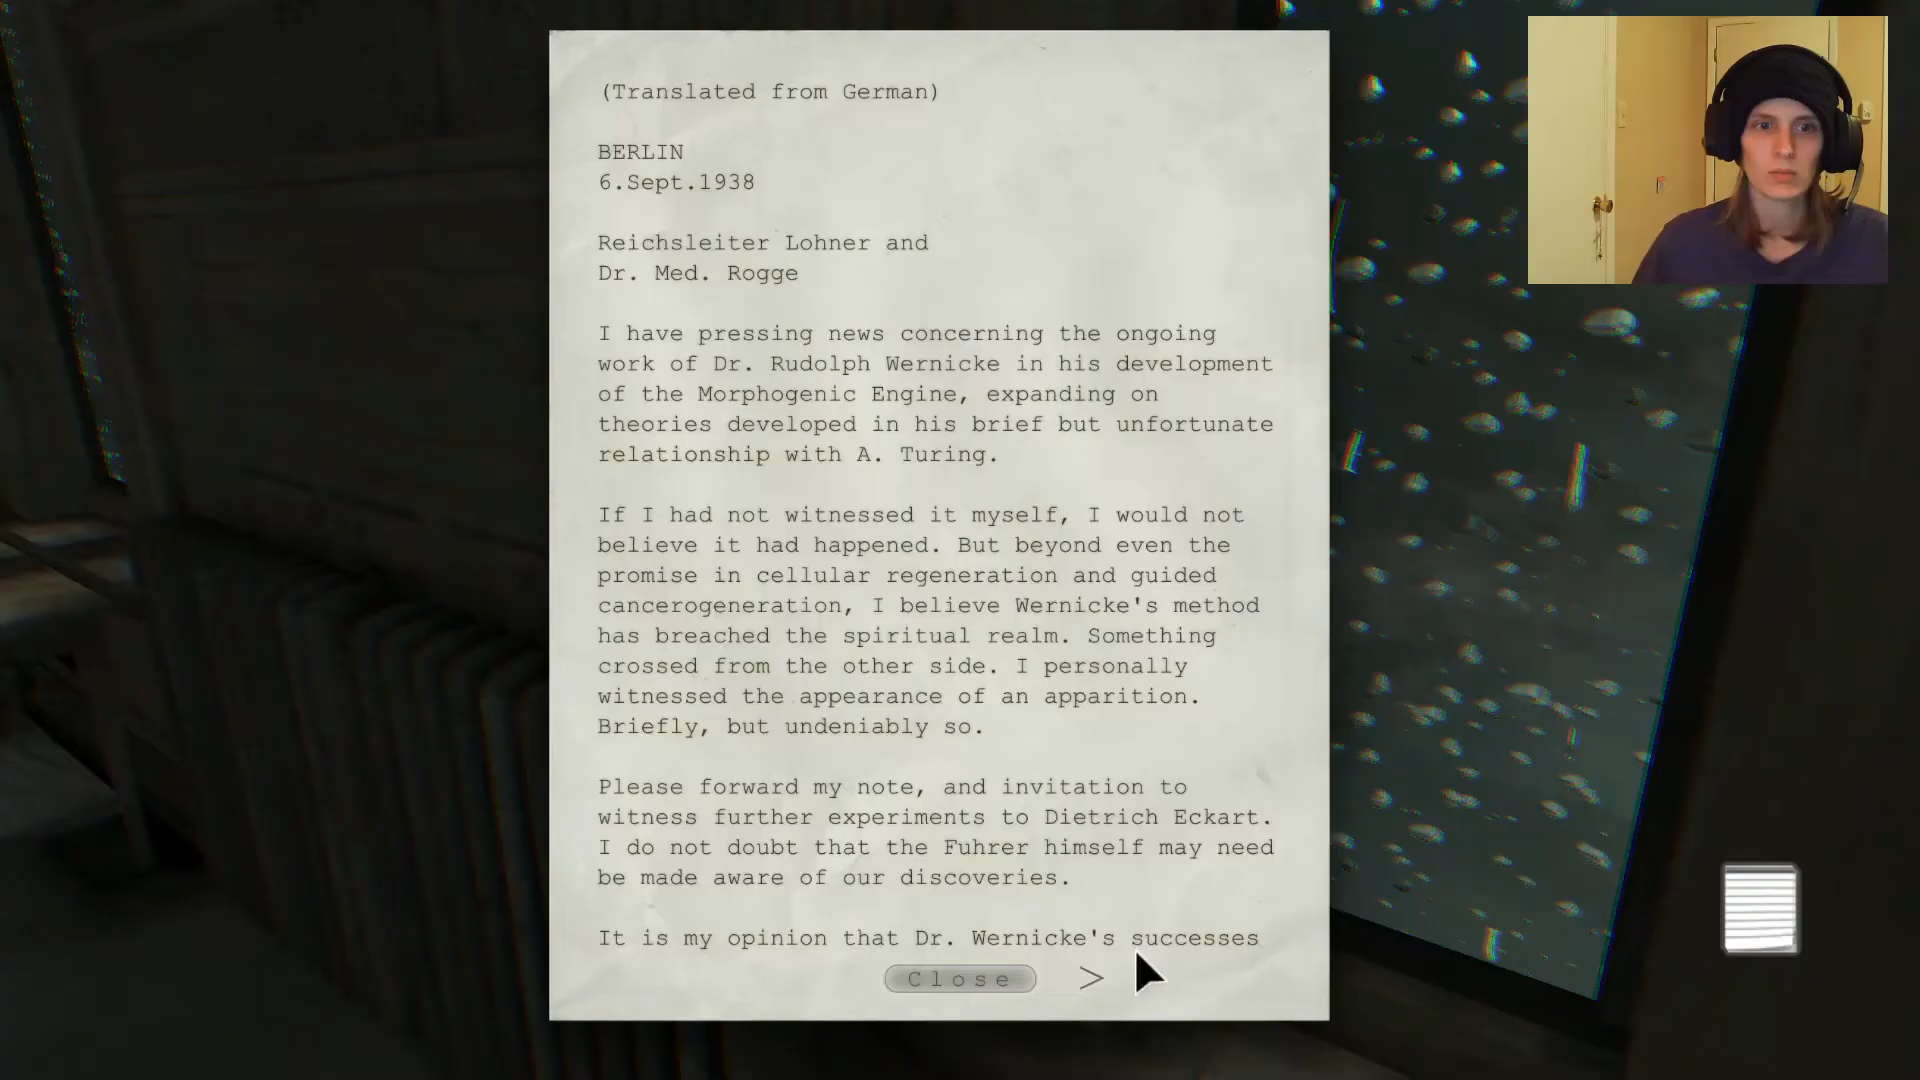 (Translated from German)
BERLIN
6.Sept.1938
Reichsleiter Lohner and
Dr. Med. Rogge
I have pressing news concerning the ongoing
work of Dr. Rudolph Wernicke in his development
of the Morphogenic Engine, expanding on
theories developed in his brief but unfortunate
relationship with A. Turing.
If I had not witnessed it myself, I would not
believe it had happened. But beyond even the
promise in cellular regeneration and guided
cancerogeneration, I believe Wernicke's method
has breached the spiritual realm. Something
crossed from the other side. I personally
witnessed the appearance of an apparition.
Briefly, but undeniably so.
Please forward my note, and invitation to
witness further experiments to Dietrich Eckart.
I do not doubt that the Fuhrer himself may need
be made aware of our discoveries.
It is my opinion that Dr. Wernicke's successes
Close >